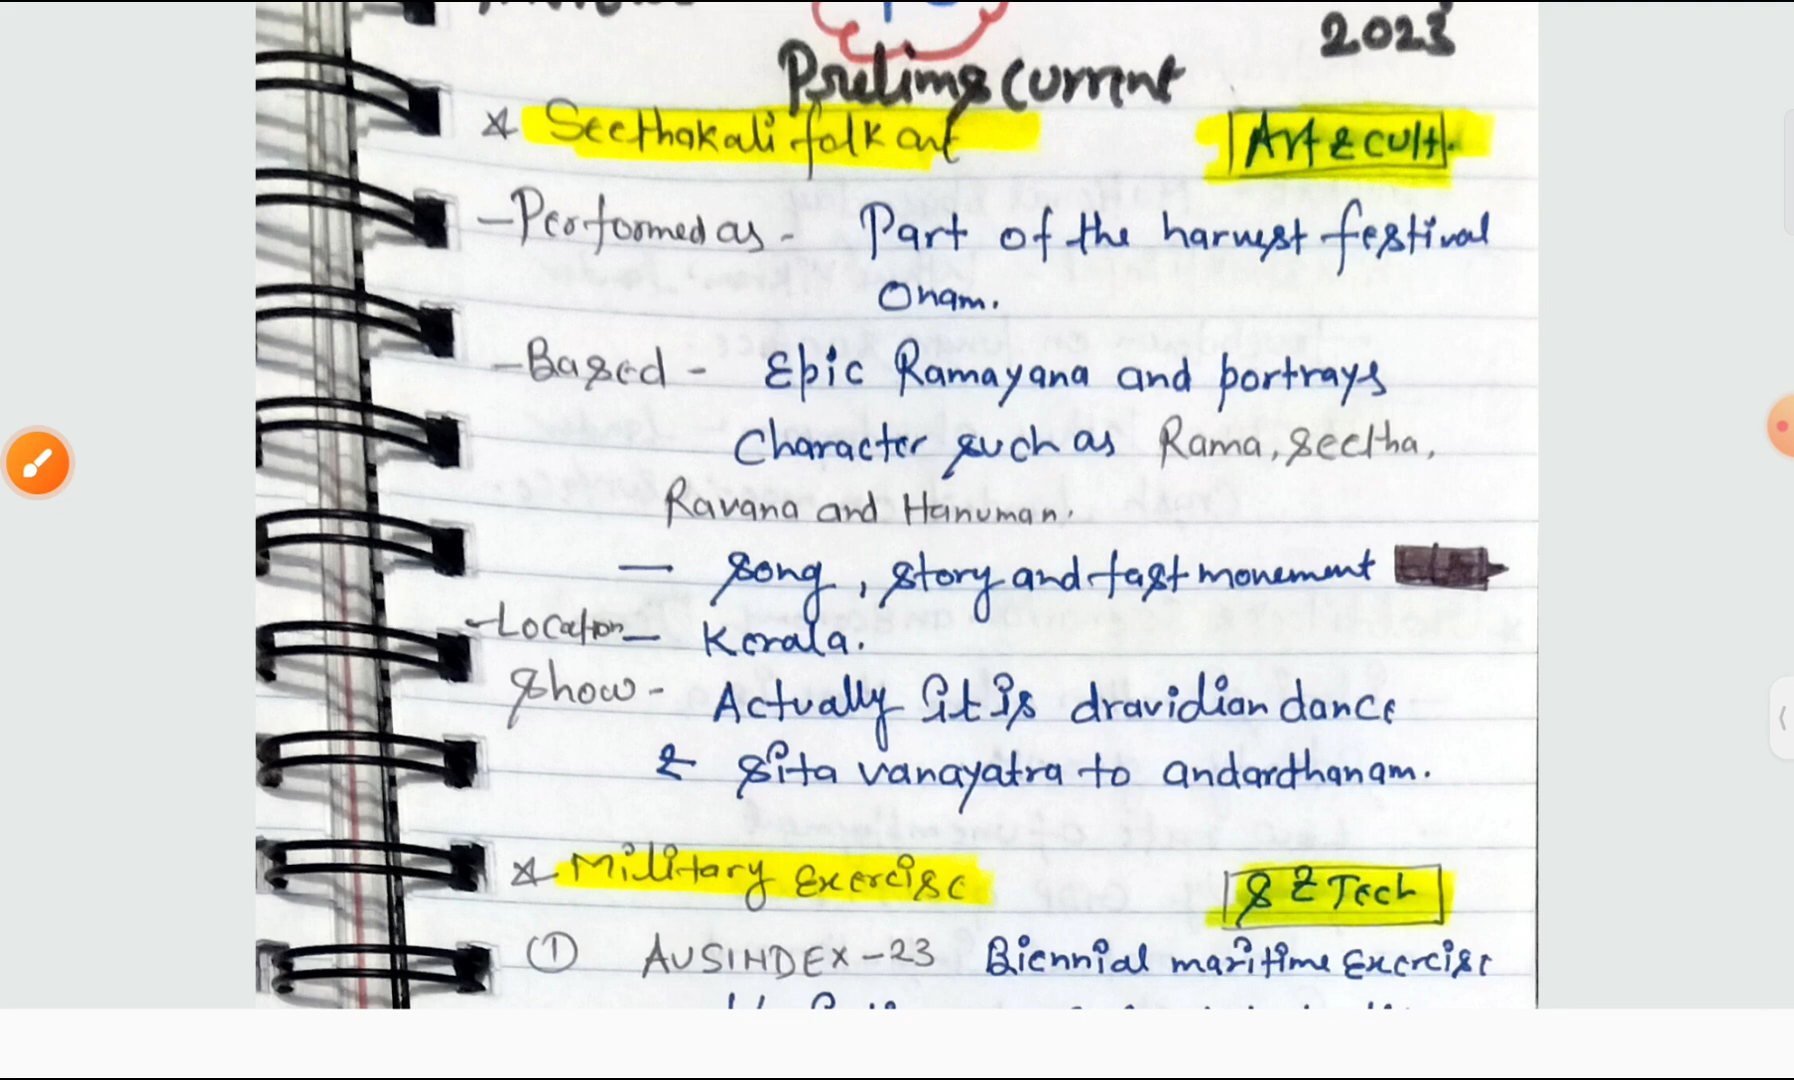 2023
Prelims current
Seethakali folk art
Art & cult.
- Performed as - Part of the harvest festival
Onam.
- Based - Epic Ramayana and portrays
Character such as Rama, Seetha,
Ravana and Hanuman.
— Song, story and fast movement
- Location — Kerala.
Show - Actually it is dravidian dance
& Sita vanayatra to andardhanam.
Military Exercise
S & Tech
① AUSINDEX-23 Biennial maritime Exercise